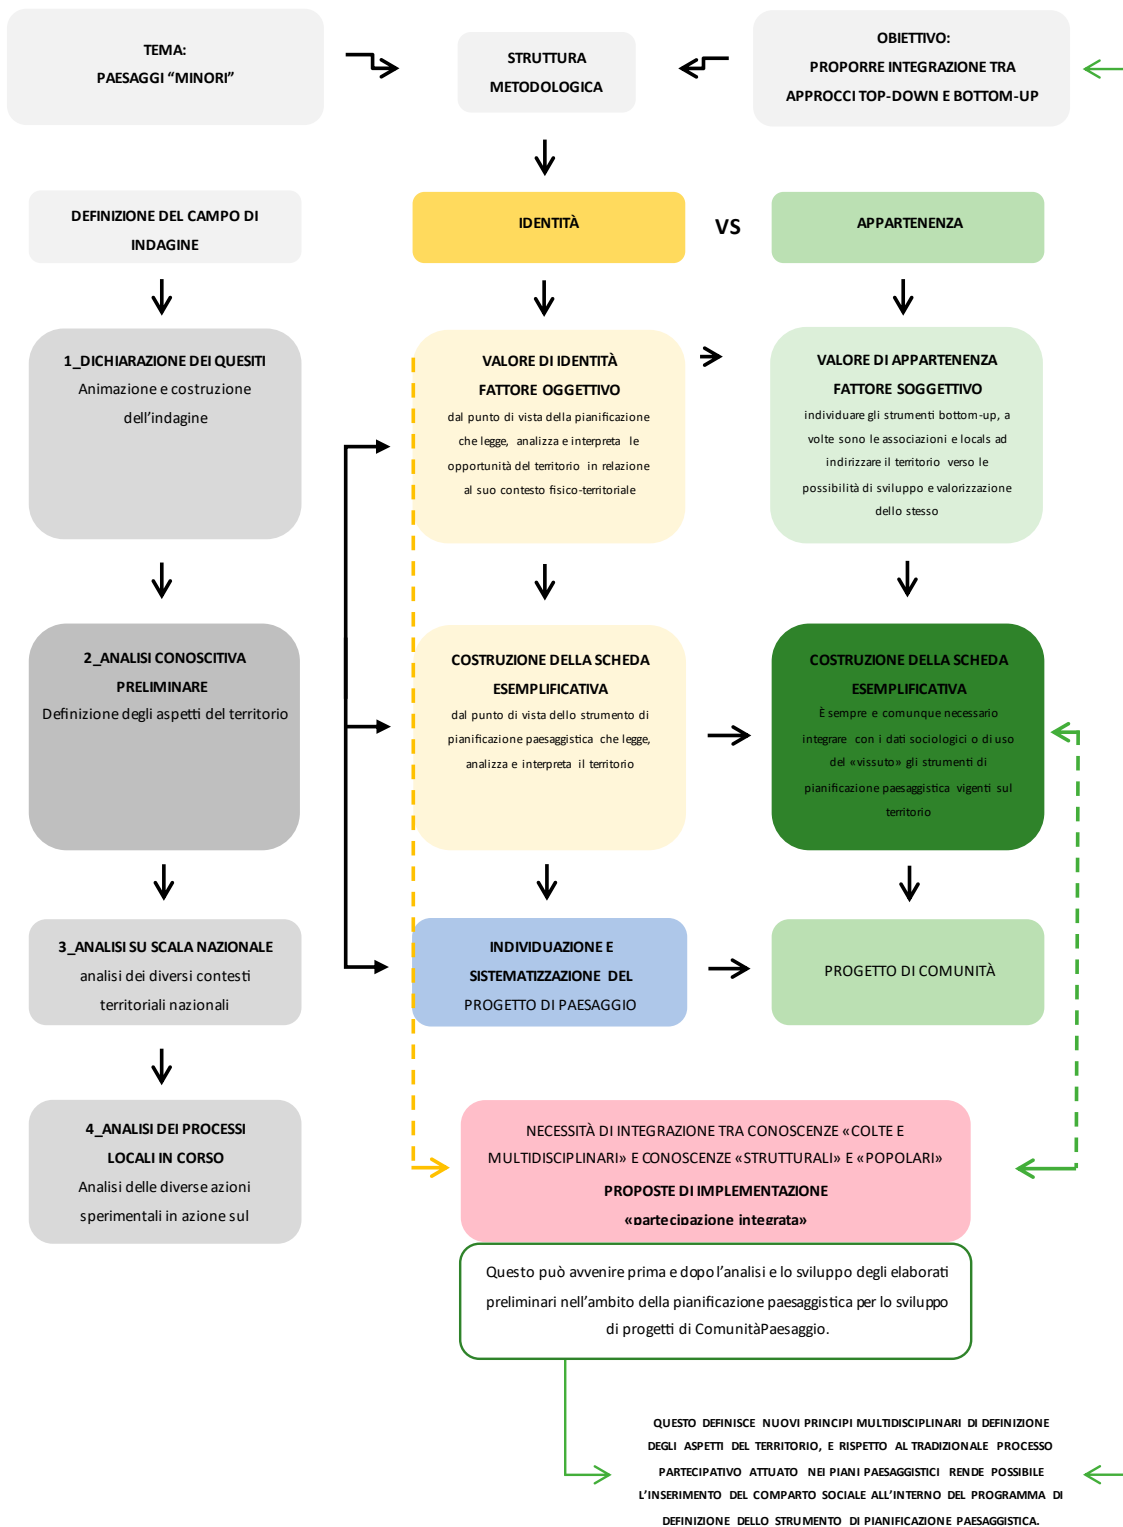 TEMA:
PAESAGGI “MINORI”
STRUTTURA
METODOLOGICA
OBIETTIVO:
PROPORRE INTEGRAZIONE TRA
APPROCCI TOP-DOWN E BOTTOM-UP
DEFINIZIONE DEL CAMPO DI
INDAGINE
IDENTITÀ
VS
APPARTENENZA
1_DICHIARAZIONE DEI QUESITI
Animazione e costruzione
dell’indagine
VALORE DI IDENTITÀ
FATTORE OGGETTIVO
dal punto di vista della pianificazione
che legge, analizza e interpreta le
opportunità del territorio in relazione
al suo contesto fisico-territoriale
VALORE DI APPARTENENZA
FATTORE SOGGETTIVO
individuare gli strumenti bottom-up, a
volte sono le associazioni e locals ad
indirizzare il territorio verso le
possibilità di sviluppo e valorizzazione
dello stesso
2_ANALISI CONOSCITIVA
PRELIMINARE
Definizione degli aspetti del territorio
COSTRUZIONE DELLA SCHEDA
ESEMPLIFICATIVA
dal punto di vista dello strumento di
pianificazione paesaggistica che legge,
analizza e interpreta il territorio
COSTRUZIONE DELLA SCHEDA
ESEMPLIFICATIVA
È sempre e comunque necessario
integrare con i dati sociologici o di uso
del «vissuto» gli strumenti di
pianificazione paesaggistica vigenti sul
territorio
3_ANALISI SU SCALA NAZIONALE
analisi dei diversi contesti
territoriali nazionali
INDIVIDUAZIONE E
SISTEMATIZZAZIONE DEL
PROGETTO DI PAESAGGIO
PROGETTO DI COMUNITÀ
4_ANALISI DEI PROCESSI
LOCALI IN CORSO
Analisi delle diverse azioni
sperimentali in azione sul
NECESSITÀ DI INTEGRAZIONE TRA CONOSCENZE «COLTE E
MULTIDISCIPLINARI» E CONOSCENZE «STRUTTURALI» E «POPOLARI»
PROPOSTE DI IMPLEMENTAZIONE
«partecipazione integrata»
Questo può avvenire prima e dopo l’analisi e lo sviluppo degli elaborati
preliminari nell’ambito della pianificazione paesaggistica per lo sviluppo
di progetti di ComunitàPaesaggio.
QUESTO DEFINISCE NUOVI PRINCIPI MULTIDISCIPLINARI DI DEFINIZIONE
DEGLI ASPETTI DEL TERRITORIO, E RISPETTO AL TRADIZIONALE PROCESSO
PARTECIPATIVO ATTUATO NEI PIANI PAESAGGISTICI RENDE POSSIBILE
L’INSERIMENTO DEL COMPARTO SOCIALE ALL’INTERNO DEL PROGRAMMA DI
DEFINIZIONE DELLO STRUMENTO DI PIANIFICAZIONE PAESAGGISTICA.